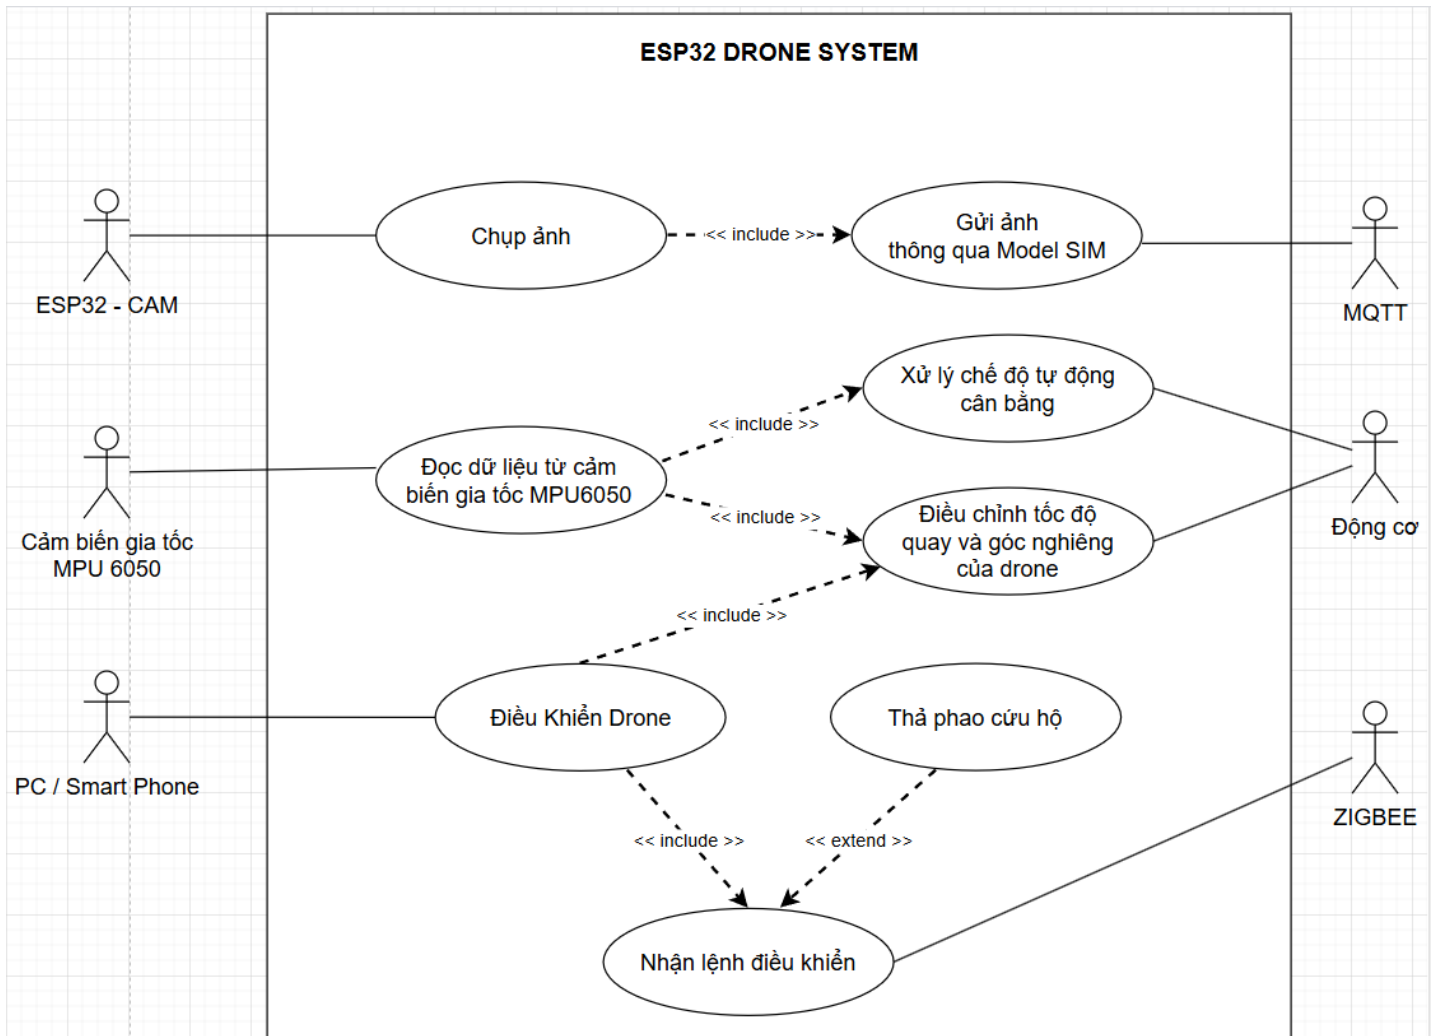 ESP32 DRONE SYSTEM
Chụp ảnh
<< include >>
Gửi ảnh
thông qua Model SIM
ESP32 - CAM
MQTT
Xử lý chế độ tự động
cân bằng
<< include >>
Đọc dữ liệu từ cảm
biến gia tốc MPU6050
<< include >>
Điều chỉnh tốc độ
quay và góc nghiêng
của drone
Động cơ
Cảm biến gia tốc
MPU 6050
<< include >>
Điều Khiển Drone
Thả phao cứu hộ
PC / Smart Phone
ZIGBEE
<< include >>
<< extend >>
Nhận lệnh điều khiển